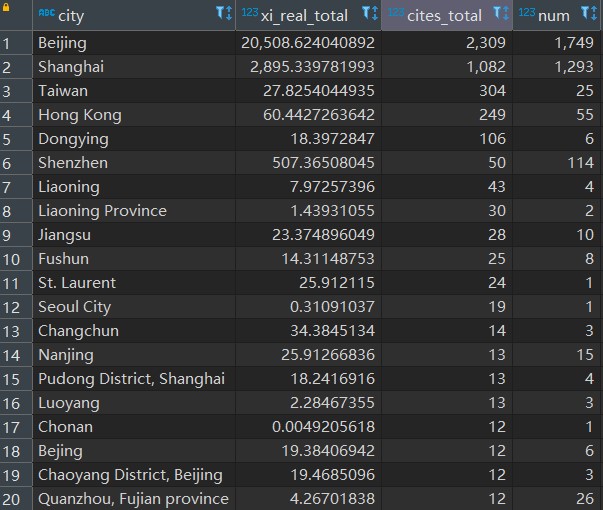 ABC city 123 xi_real_total 123 cites_total 123 num
1 Beijing 20,508.624040892 2,309 1,749
2 Shanghai 2,895.339781993 1,082 1,293
3 Taiwan 27.8254044935 304 25
4 Hong Kong 60.4427263642 249 55
5 Dongying 18.3972847 106 6
6 Shenzhen 507.36508045 50 114
7 Liaoning 7.97257396 43 4
8 Liaoning Province 1.43931055 30 2
9 Jiangsu 23.374896049 28 10
10 Fushun 14.31148753 25 8
11 St. Laurent 25.912115 24 1
12 Seoul City 0.31091037 19 1
13 Changchun 34.3845134 14 3
14 Nanjing 25.91266836 13 15
15 Pudong District, Shanghai 18.2416916 13 4
16 Luoyang 2.28467355 13 3
17 Chonan 0.0049205618 12 1
18 Bejing 19.38406942 12 6
19 Chaoyang District, Beijing 19.4685096 12 3
20 Quanzhou, Fujian province 4.26701838 12 26